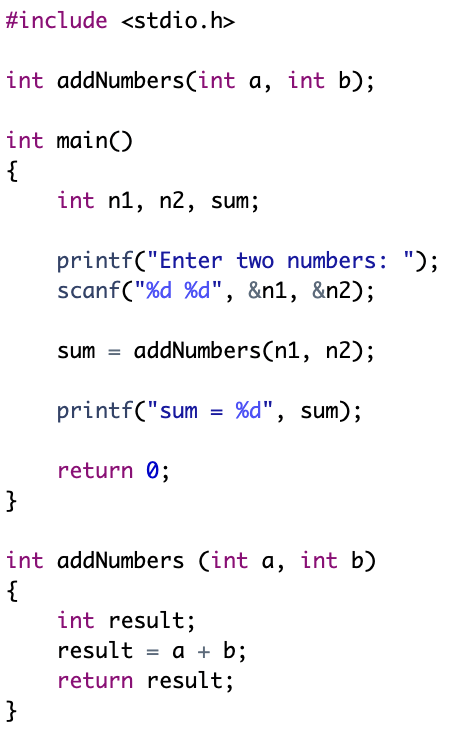 #include <stdio.h>
int addNumbers(int a, int b);
int main()
{
    int n1, n2, sum;
    printf("Enter two numbers: ");
    scanf("%d %d", &n1, &n2);
    sum = addNumbers(n1, n2);
    printf("sum = %d", sum);
    return 0;
}
int addNumbers (int a, int b)
{
    int result;
    result = a + b;
    return result;
}